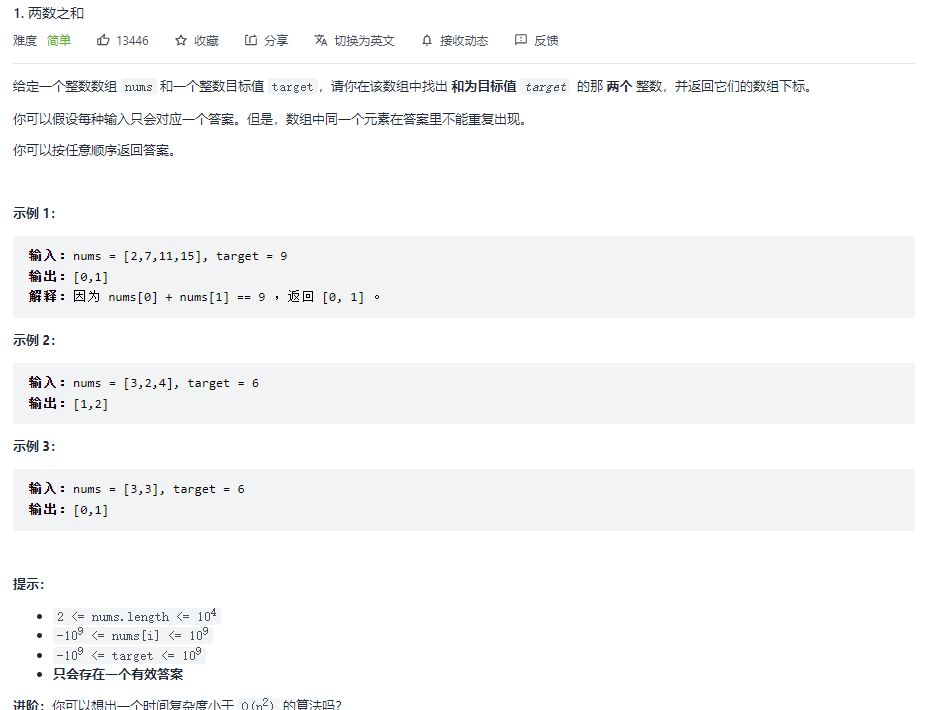 1. 两数之和
难度 简单 13446 收藏 分享 切换为英文 接收动态 反馈
给定一个整数数组 nums 和一个整数目标值 target ，请你在该数组中找出 和为目标值 target 的那 两个 整数，并返回它们的数组下标。
你可以假设每种输入只会对应一个答案。但是，数组中同一个元素在答案里不能重复出现。
你可以按任意顺序返回答案。
示例 1：
输入：nums = [2,7,11,15], target = 9
输出：[0,1]
解释：因为 nums[0] + nums[1] == 9 ，返回 [0, 1] 。
示例 2：
输入：nums = [3,2,4], target = 6
输出：[1,2]
示例 3：
输入：nums = [3,3], target = 6
输出：[0,1]
提示：
2 <= nums.length <= 10⁴
-10⁹ <= nums[i] <= 10⁹
-10⁹ <= target <= 10⁹
只会存在一个有效答案
进阶：你可以想出一个时间复杂度小于 O(n²) 的算法吗？